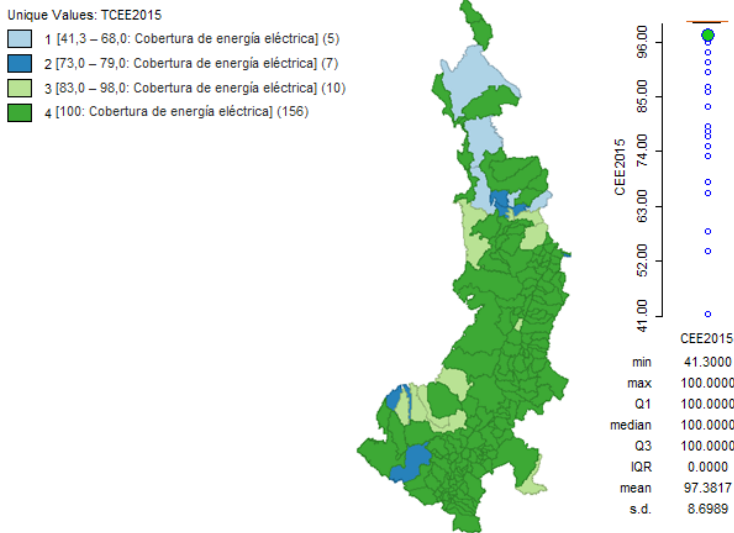 Unique Values: TCEE2015
1 [41,3 – 68,0: Cobertura de energía eléctrica] (5)
2 [73,0 – 79,0: Cobertura de energía eléctrica] (7)
3 [83,0 – 98,0: Cobertura de energía eléctrica] (10)
4 [100: Cobertura de energía eléctrica] (156)
96.00
85.00
74.00
63.00
52.00
41.00
CEE2015
CEE2015
min 41.3000
max 100.0000
Q1 100.0000
median 100.0000
Q3 100.0000
IQR 0.0000
mean 97.3817
s.d. 8.6989